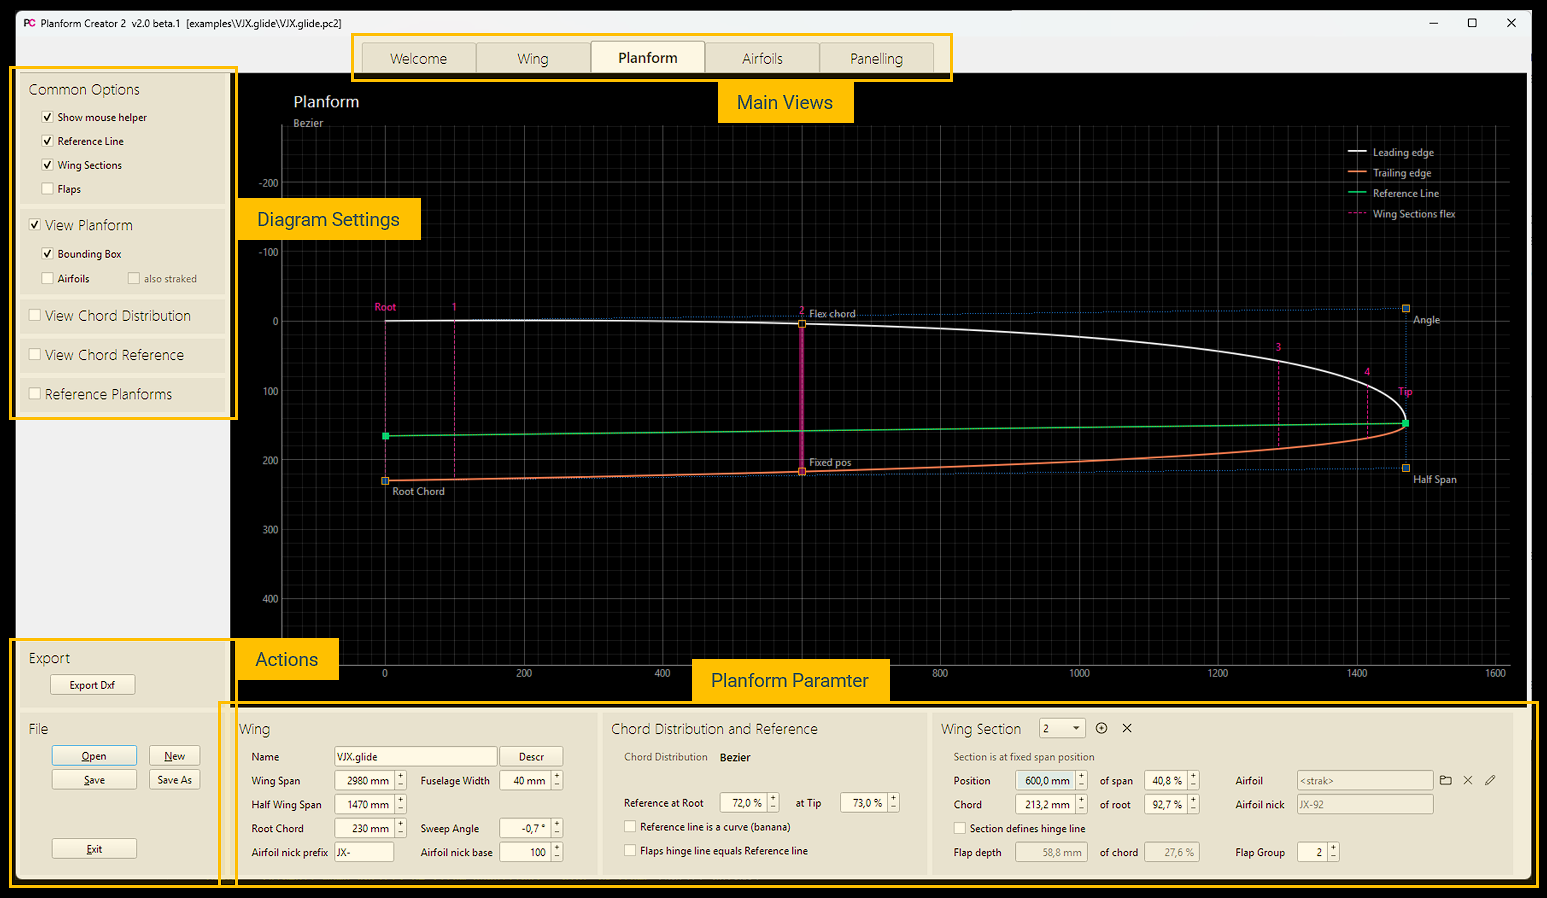 PC Planform Creator 2 v2.0 beta.1 [examples\VJX.glide\VJX.glide.pc2]
Welcome Wing Planform Airfoils Panelling
Main Views
Common Options
Show mouse helper
Reference Line
Wing Sections
Flaps
View Planform
Bounding Box
Airfoils also straked
View Chord Distribution
View Chord Reference
Reference Planforms
Diagram Settings
Planform
Bezier
Leading edge
Trailing edge
Reference Line
Wing Sections flex
-200
-100
0
100
200
300
400
Root 1 2 Flex chord
Angle
3
4
Tip
Fixed pos
Root Chord
Half Span
0 200 400 800 1000 1200 1400 1600
Actions
Planform Paramter
Export
Export Dxf
File
Open New
Save Save As
Exit
Wing
Name VJX.glide Descr
Wing Span 2980 mm Fuselage Width 40 mm
Half Wing Span 1470 mm
Root Chord 230 mm Sweep Angle -0,7 °
Airfoil nick prefix JX- Airfoil nick base 100
Chord Distribution and Reference
Chord Distribution Bezier
Reference at Root 72,0 % at Tip 73,0 %
Reference line is a curve (banana)
Flaps hinge line equals Reference line
Wing Section 2
Section is at fixed span position
Position 600,0 mm of span 40,8 % Airfoil <strak>
Chord 213,2 mm of root 92,7 % Airfoil nick JX-92
Section defines hinge line
Flap depth 58,8 mm of chord 27,6 % Flap Group 2